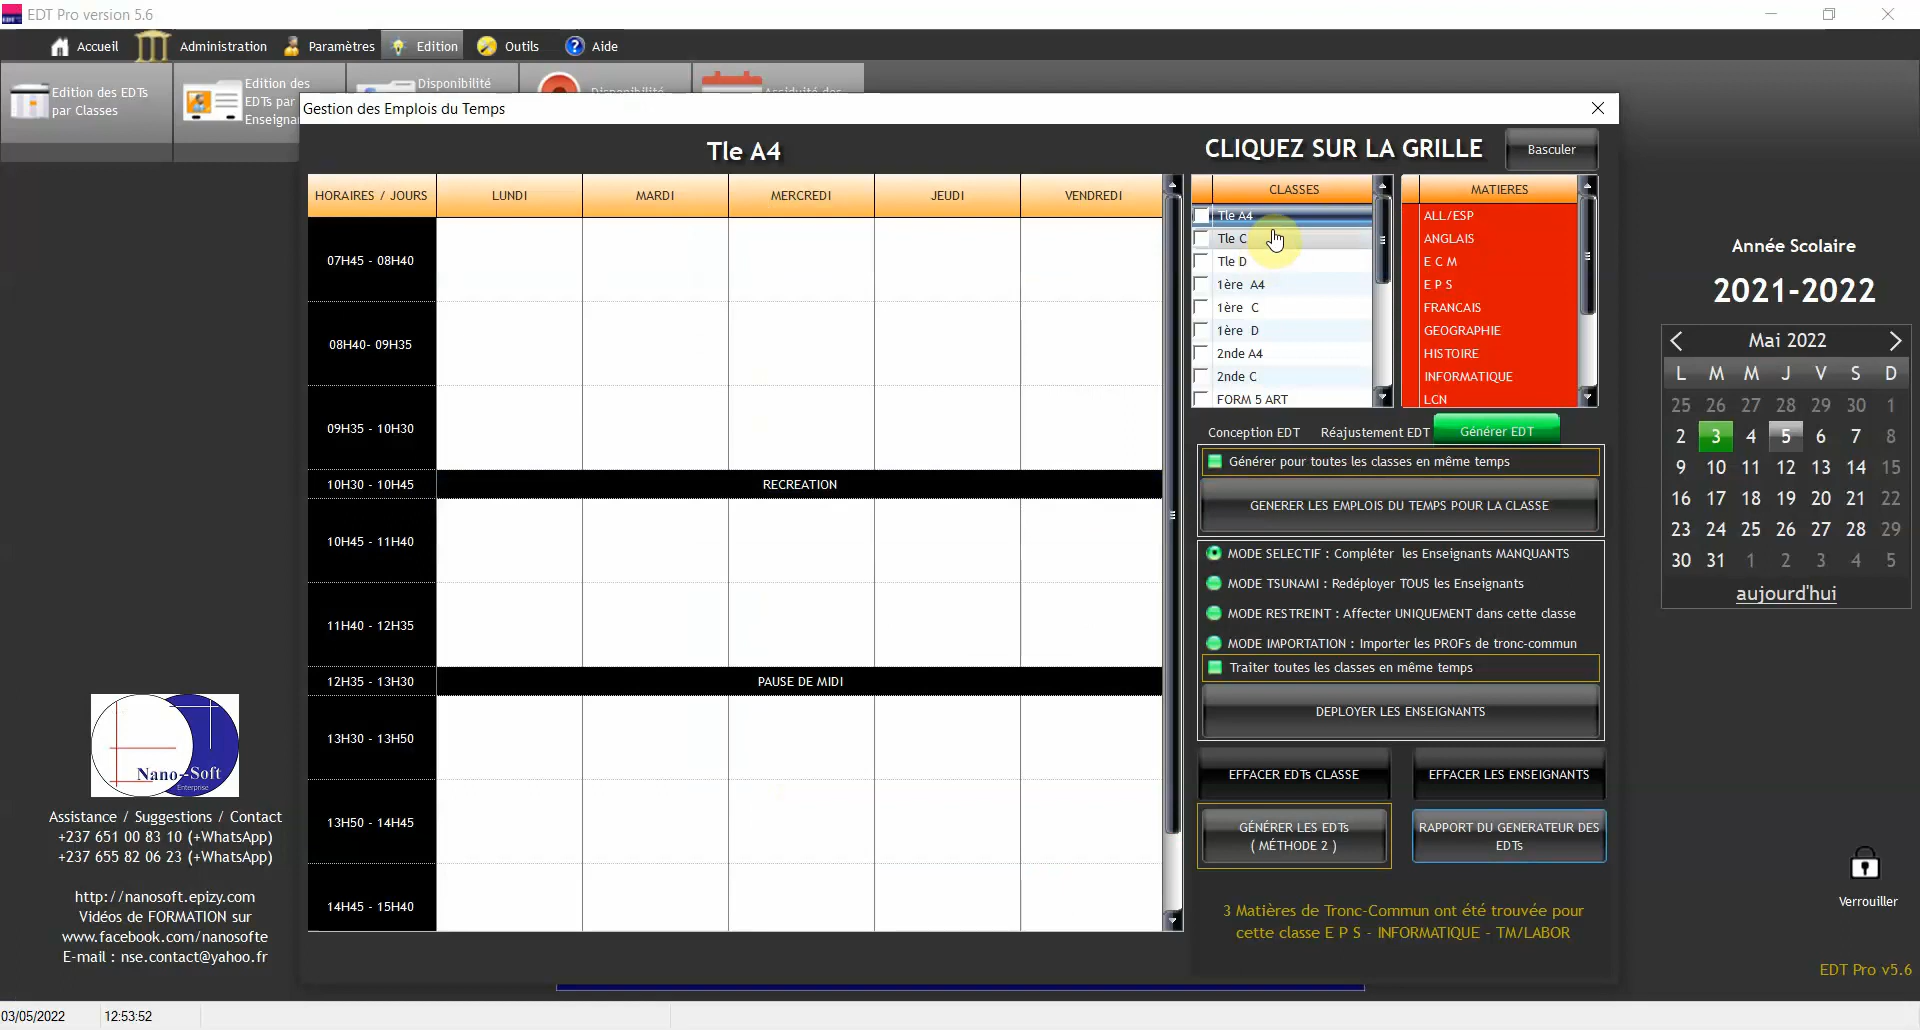 EDT Pro version 5.6
Accueil
Administration
Paramètres
Edition
Outils
Aide
Edition des EDTs
par Classes
Edition des
EDTs par
Enseigna
Disponibilité
Gestion des Emplois du Temps
Tle A4
CLIQUEZ SUR LA GRILLE
Basculer
HORAIRES / JOURS LUNDI MARDI MERCREDI JEUDI VENDREDI
07H45 - 08H40
08H40- 09H35
09H35 - 10H30
10H30 - 10H45 RECREATION
10H45 - 11H40
11H40 - 12H35
12H35 - 13H30 PAUSE DE MIDI
13H30 - 13H50
13H50 - 14H45
14H45 - 15H40
CLASSES
Tle A4
Tle C
Tle D
1ère A4
1ère C
1ère D
2nde A4
2nde C
FORM 5 ART
MATIERES
ALL/ESP
ANGLAIS
E C M
E P S
FRANCAIS
GEOGRAPHIE
HISTOIRE
INFORMATIQUE
LCN
Conception EDT Réajustement EDT Générer EDT
Générer pour toutes les classes en même temps
GENERER LES EMPLOIS DU TEMPS POUR LA CLASSE
MODE SELECTIF : Compléter les Enseignants MANQUANTS
MODE TSUNAMI : Redéployer TOUS les Enseignants
MODE RESTREINT : Affecter UNIQUEMENT dans cette classe
MODE IMPORTATION : Importer les PROFs de tronc-commun
Traiter toutes les classes en même temps
DEPLOYER LES ENSEIGNANTS
EFFACER EDTs CLASSE
EFFACER LES ENSEIGNANTS
GÉNÉRER LES EDTs
( MÉTHODE 2 )
RAPPORT DU GENERATEUR DES
EDTs
3 Matières de Tronc-Commun ont été trouvée pour
cette classe E P S - INFORMATIQUE - TM/LABOR
Année Scolaire
2021-2022
Mai 2022
L M M J V S D
25 26 27 28 29 30 1
2 3 4 5 6 7 8
9 10 11 12 13 14 15
16 17 18 19 20 21 22
23 24 25 26 27 28 29
30 31 1 2 3 4 5
aujourd'hui
Verrouiller
EDT Pro v5.6
Nano-Soft
Enterprise
Assistance / Suggestions / Contact
+237 651 00 83 10 (+WhatsApp)
+237 655 82 06 23 (+WhatsApp)
http://nanosoft.epizy.com
Vidéos de FORMATION sur
www.facebook.com/nanosofte
E-mail : nse.contact@yahoo.fr
03/05/2022 12:53:52